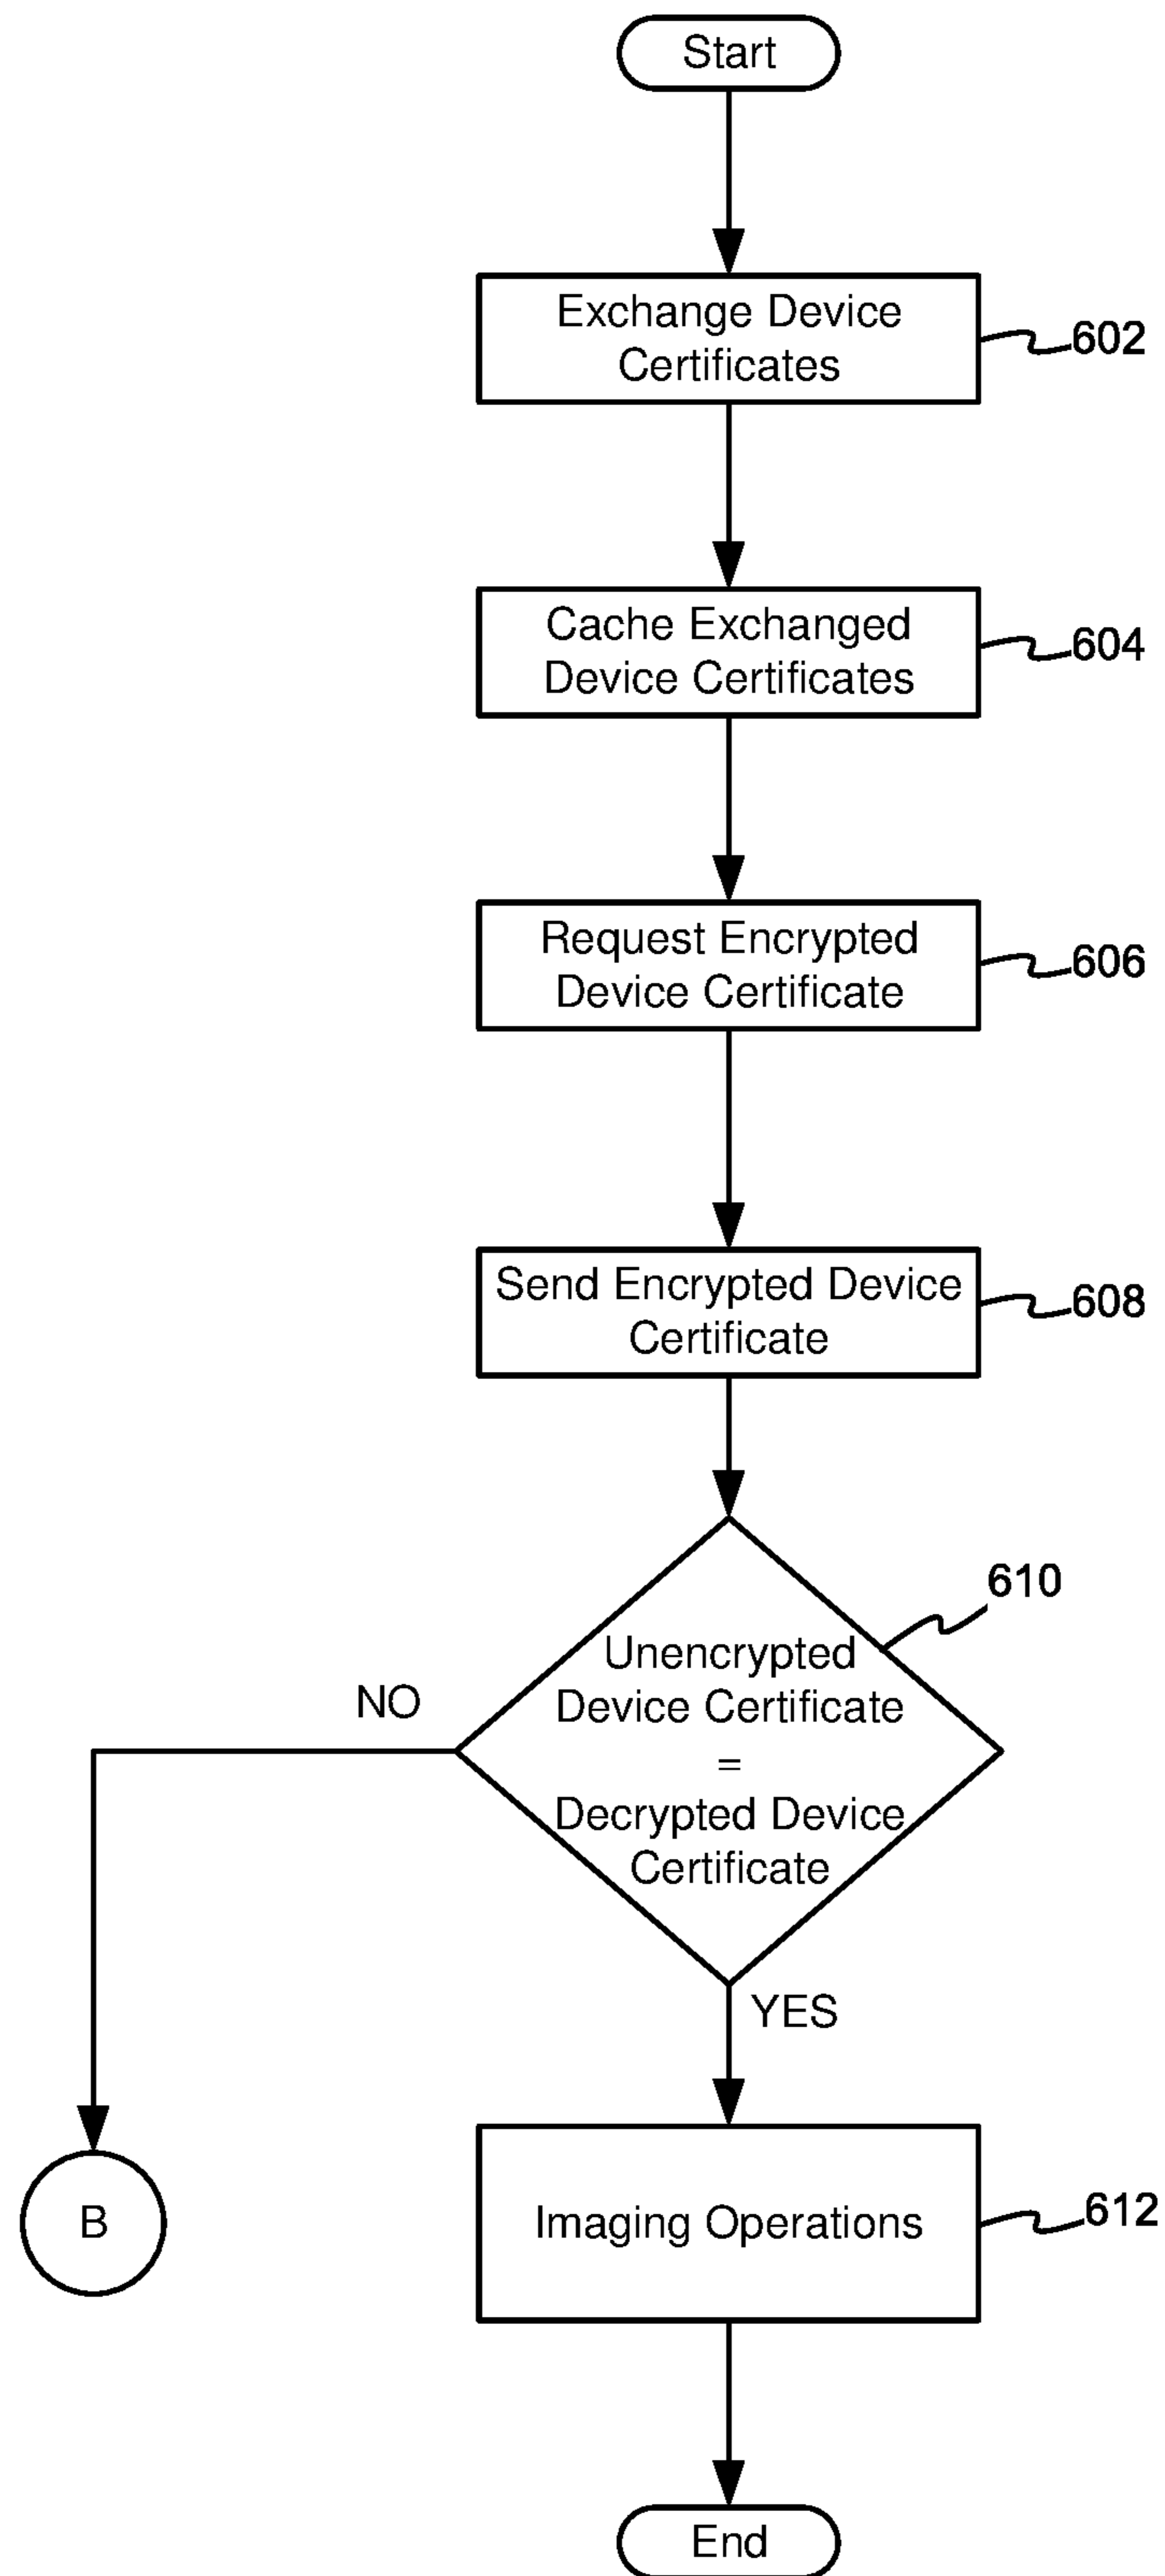 Start
Exchange Device
Certificates
602
Cache Exchanged
Device Certificates
604
Request Encrypted
Device Certificate
606
Send Encrypted Device
Certificate
608
610
Unencrypted
Device Certificate
=
Decrypted Device
Certificate
NO
YES
B
Imaging Operations
612
End